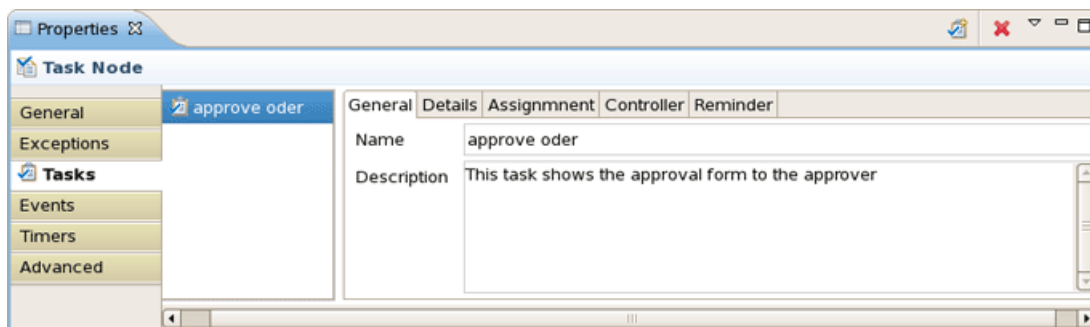 Properties
Task Node
General
Exceptions
Tasks
Events
Timers
Advanced
approve oder
General Details Assignmnent Controller Reminder
Name approve oder
Description This task shows the approval form to the approver